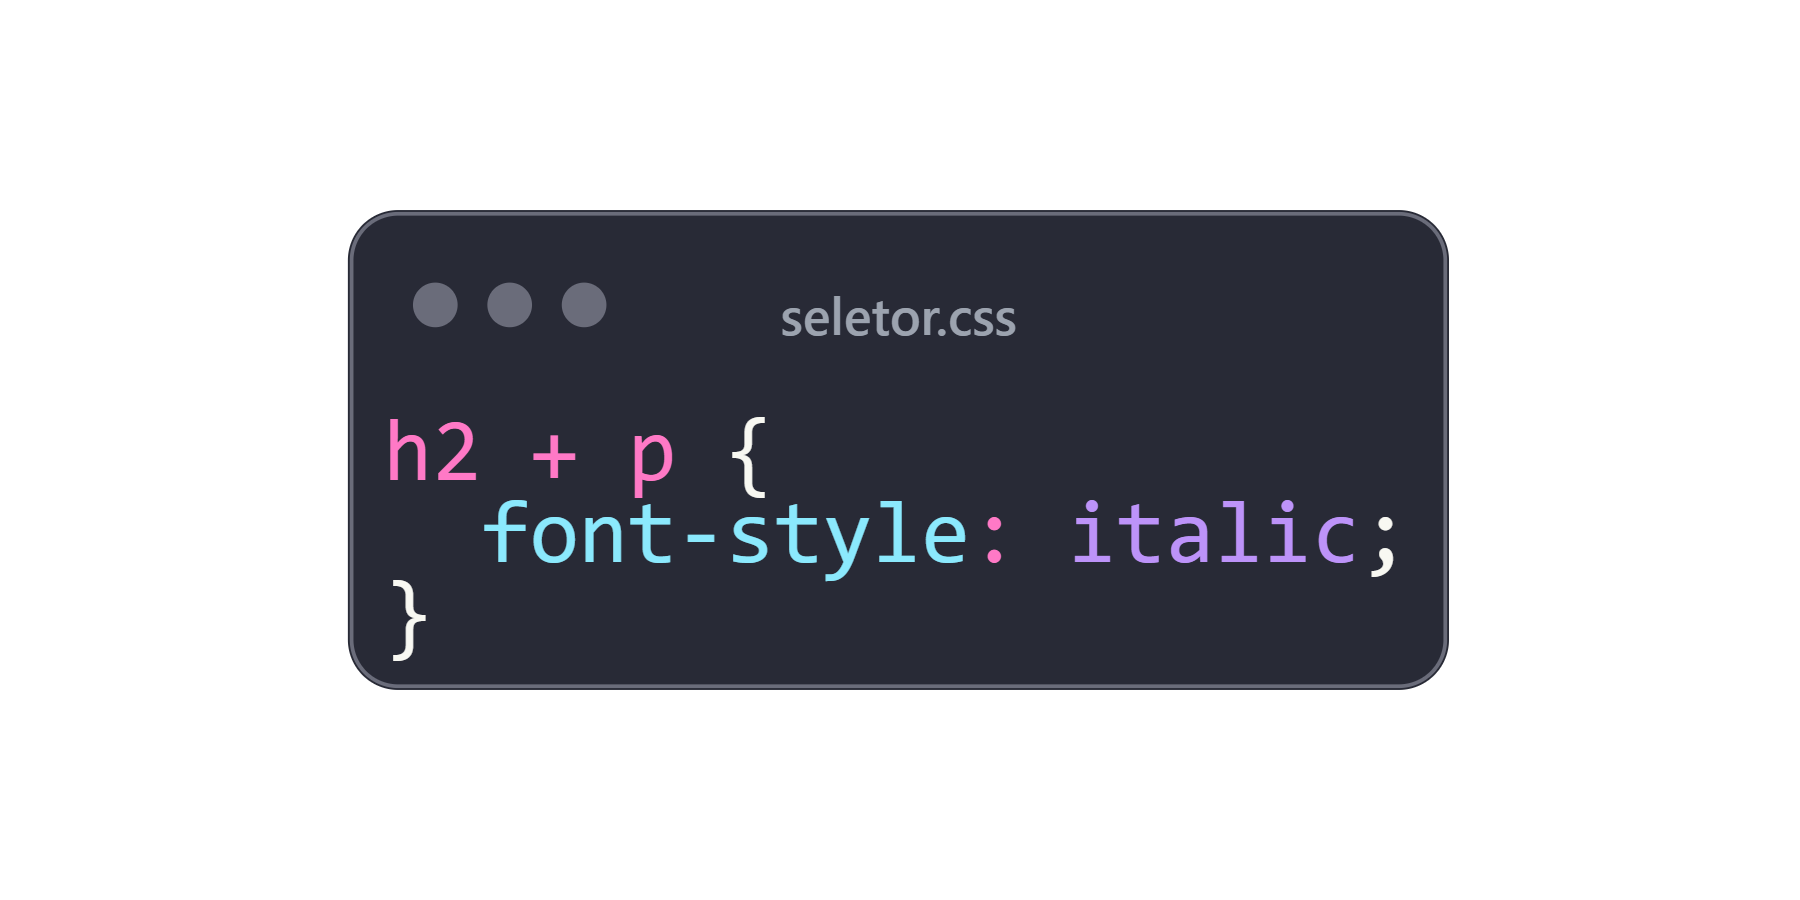 seletor.css
h2 + p {
  font-style: italic;
}